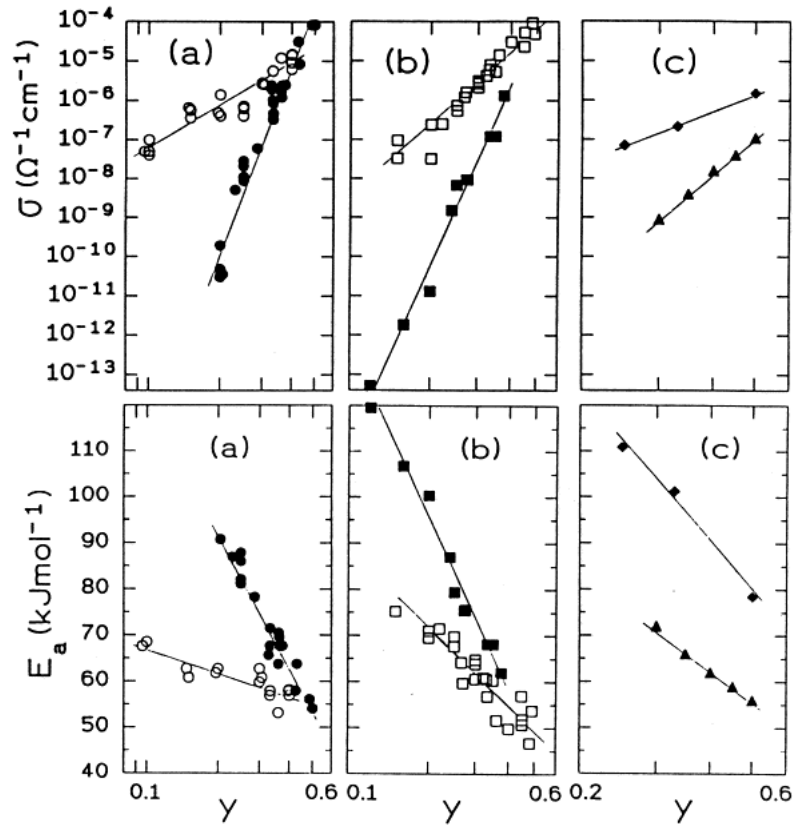 10⁻⁴
(a)
(b)
(c)
10⁻⁵
10⁻⁶
10⁻⁷
10⁻⁸
10⁻⁹
10⁻¹⁰
10⁻¹¹
10⁻¹²
10⁻¹³
σ (Ω⁻¹cm⁻¹)
(a)
(b)
(c)
110
100
90
80
70
60
50
40
Eₐ (kJmol⁻¹)
0.1
y
0.6
0.1
y
0.6
0.2
y
0.6